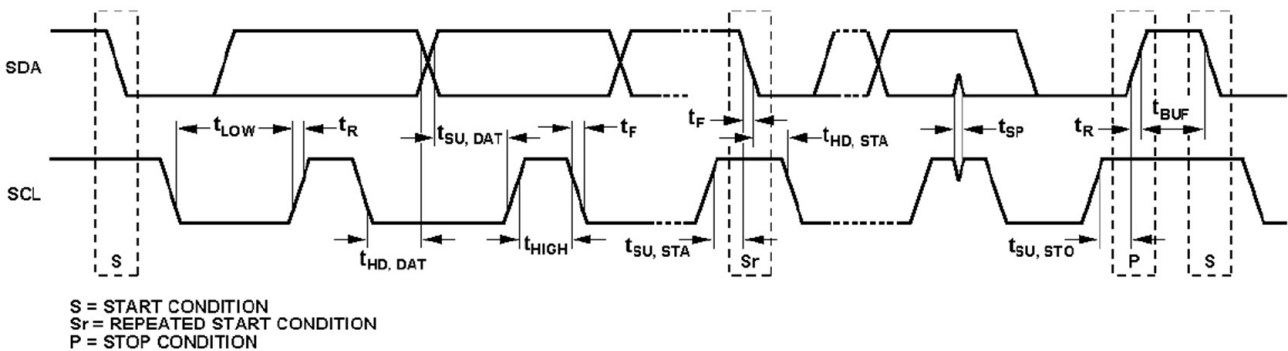 SDA
tLOW
tR
tSU, DAT
tF
tF
tHD, STA
tSP
tR
tBUF
SCL
tHD, DAT
tHIGH
tSU, STA
tSU, STO
S
Sr
P
S
S = START CONDITION
Sr = REPEATED START CONDITION
P = STOP CONDITION